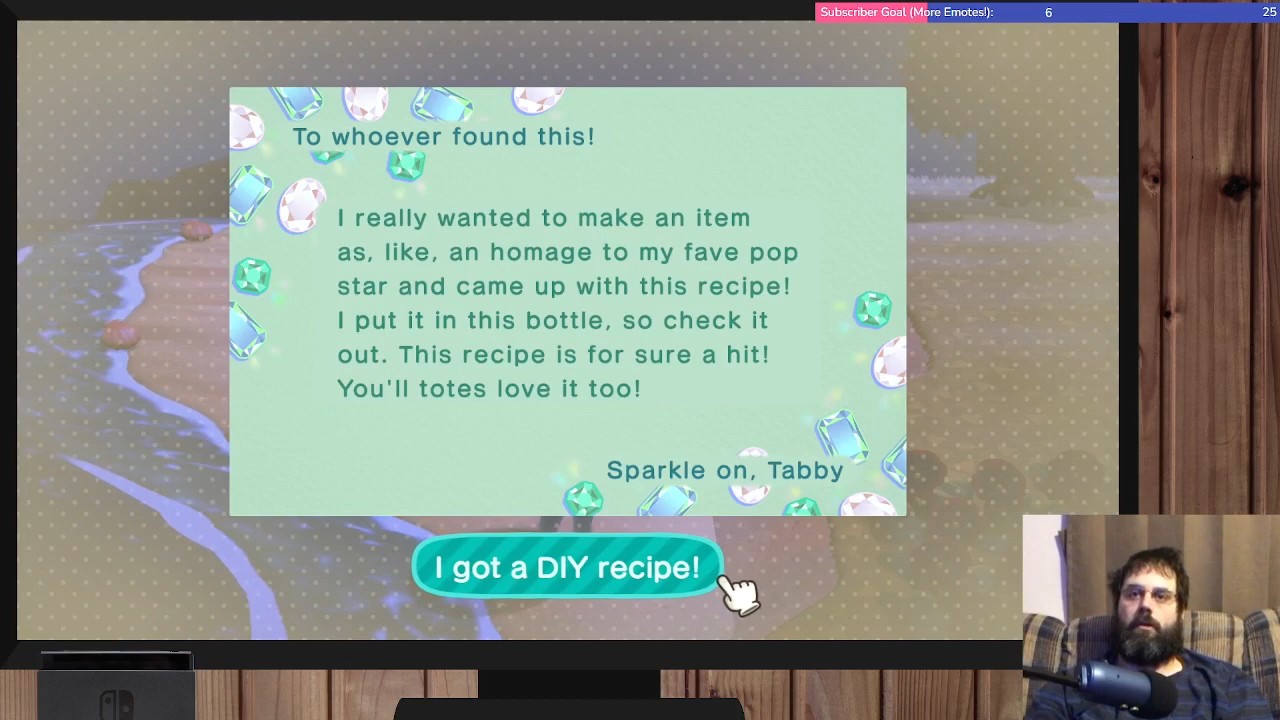 Subscriber Goal (More Emotes!): 6 25
To whoever found this!
I really wanted to make an item
as, like, an homage to my fave pop
star and came up with this recipe!
I put it in this bottle, so check it
out. This recipe is for sure a hit!
You'll totes love it too!
Sparkle on, Tabby
I got a DIY recipe!